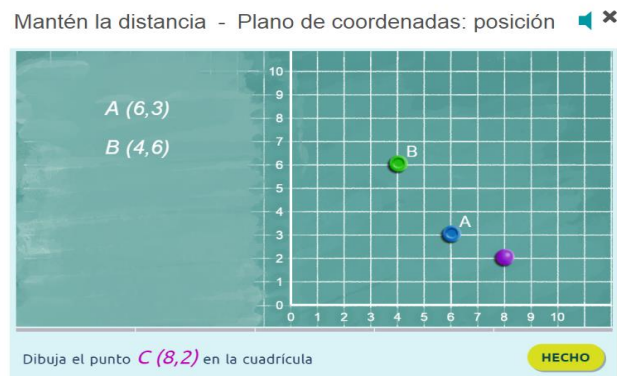 Mantén la distancia - Plano de coordenadas: posición
A (6,3)
B (4,6)
10
9
8
7
6
5
4
3
2
1
0
B
A
0 1 2 3 4 5 6 7 8 9 10
Dibuja el punto C (8,2) en la cuadrícula
HECHO